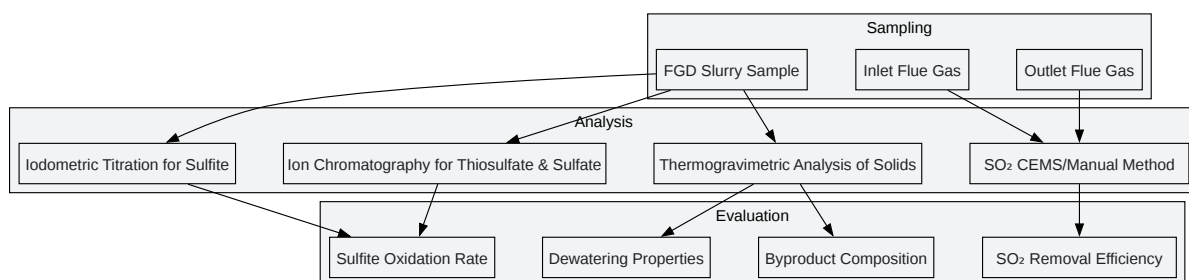 Sampling
FGD Slurry Sample
Inlet Flue Gas
Outlet Flue Gas
Analysis
Iodometric Titration for Sulfite
Ion Chromatography for Thiosulfate & Sulfate
Thermogravimetric Analysis of Solids
SO₂ CEMS/Manual Method
Evaluation
Sulfite Oxidation Rate
Dewatering Properties
Byproduct Composition
SO₂ Removal Efficiency